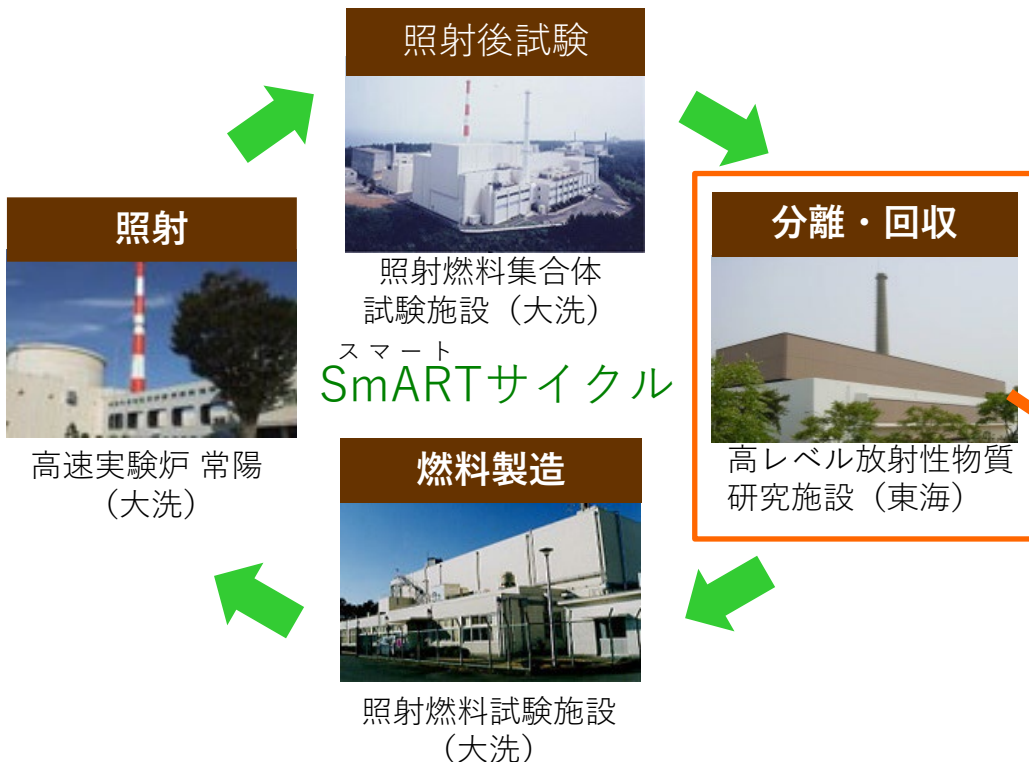 照射後試験
照射燃料集合体
試験施設（大洗）
照射
高速実験炉 常陽
（大洗）
スマート
SmARTサイクル
分離・回収
高レベル放射性物質
研究施設（東海）
燃料製造
照射燃料試験施設
（大洗）